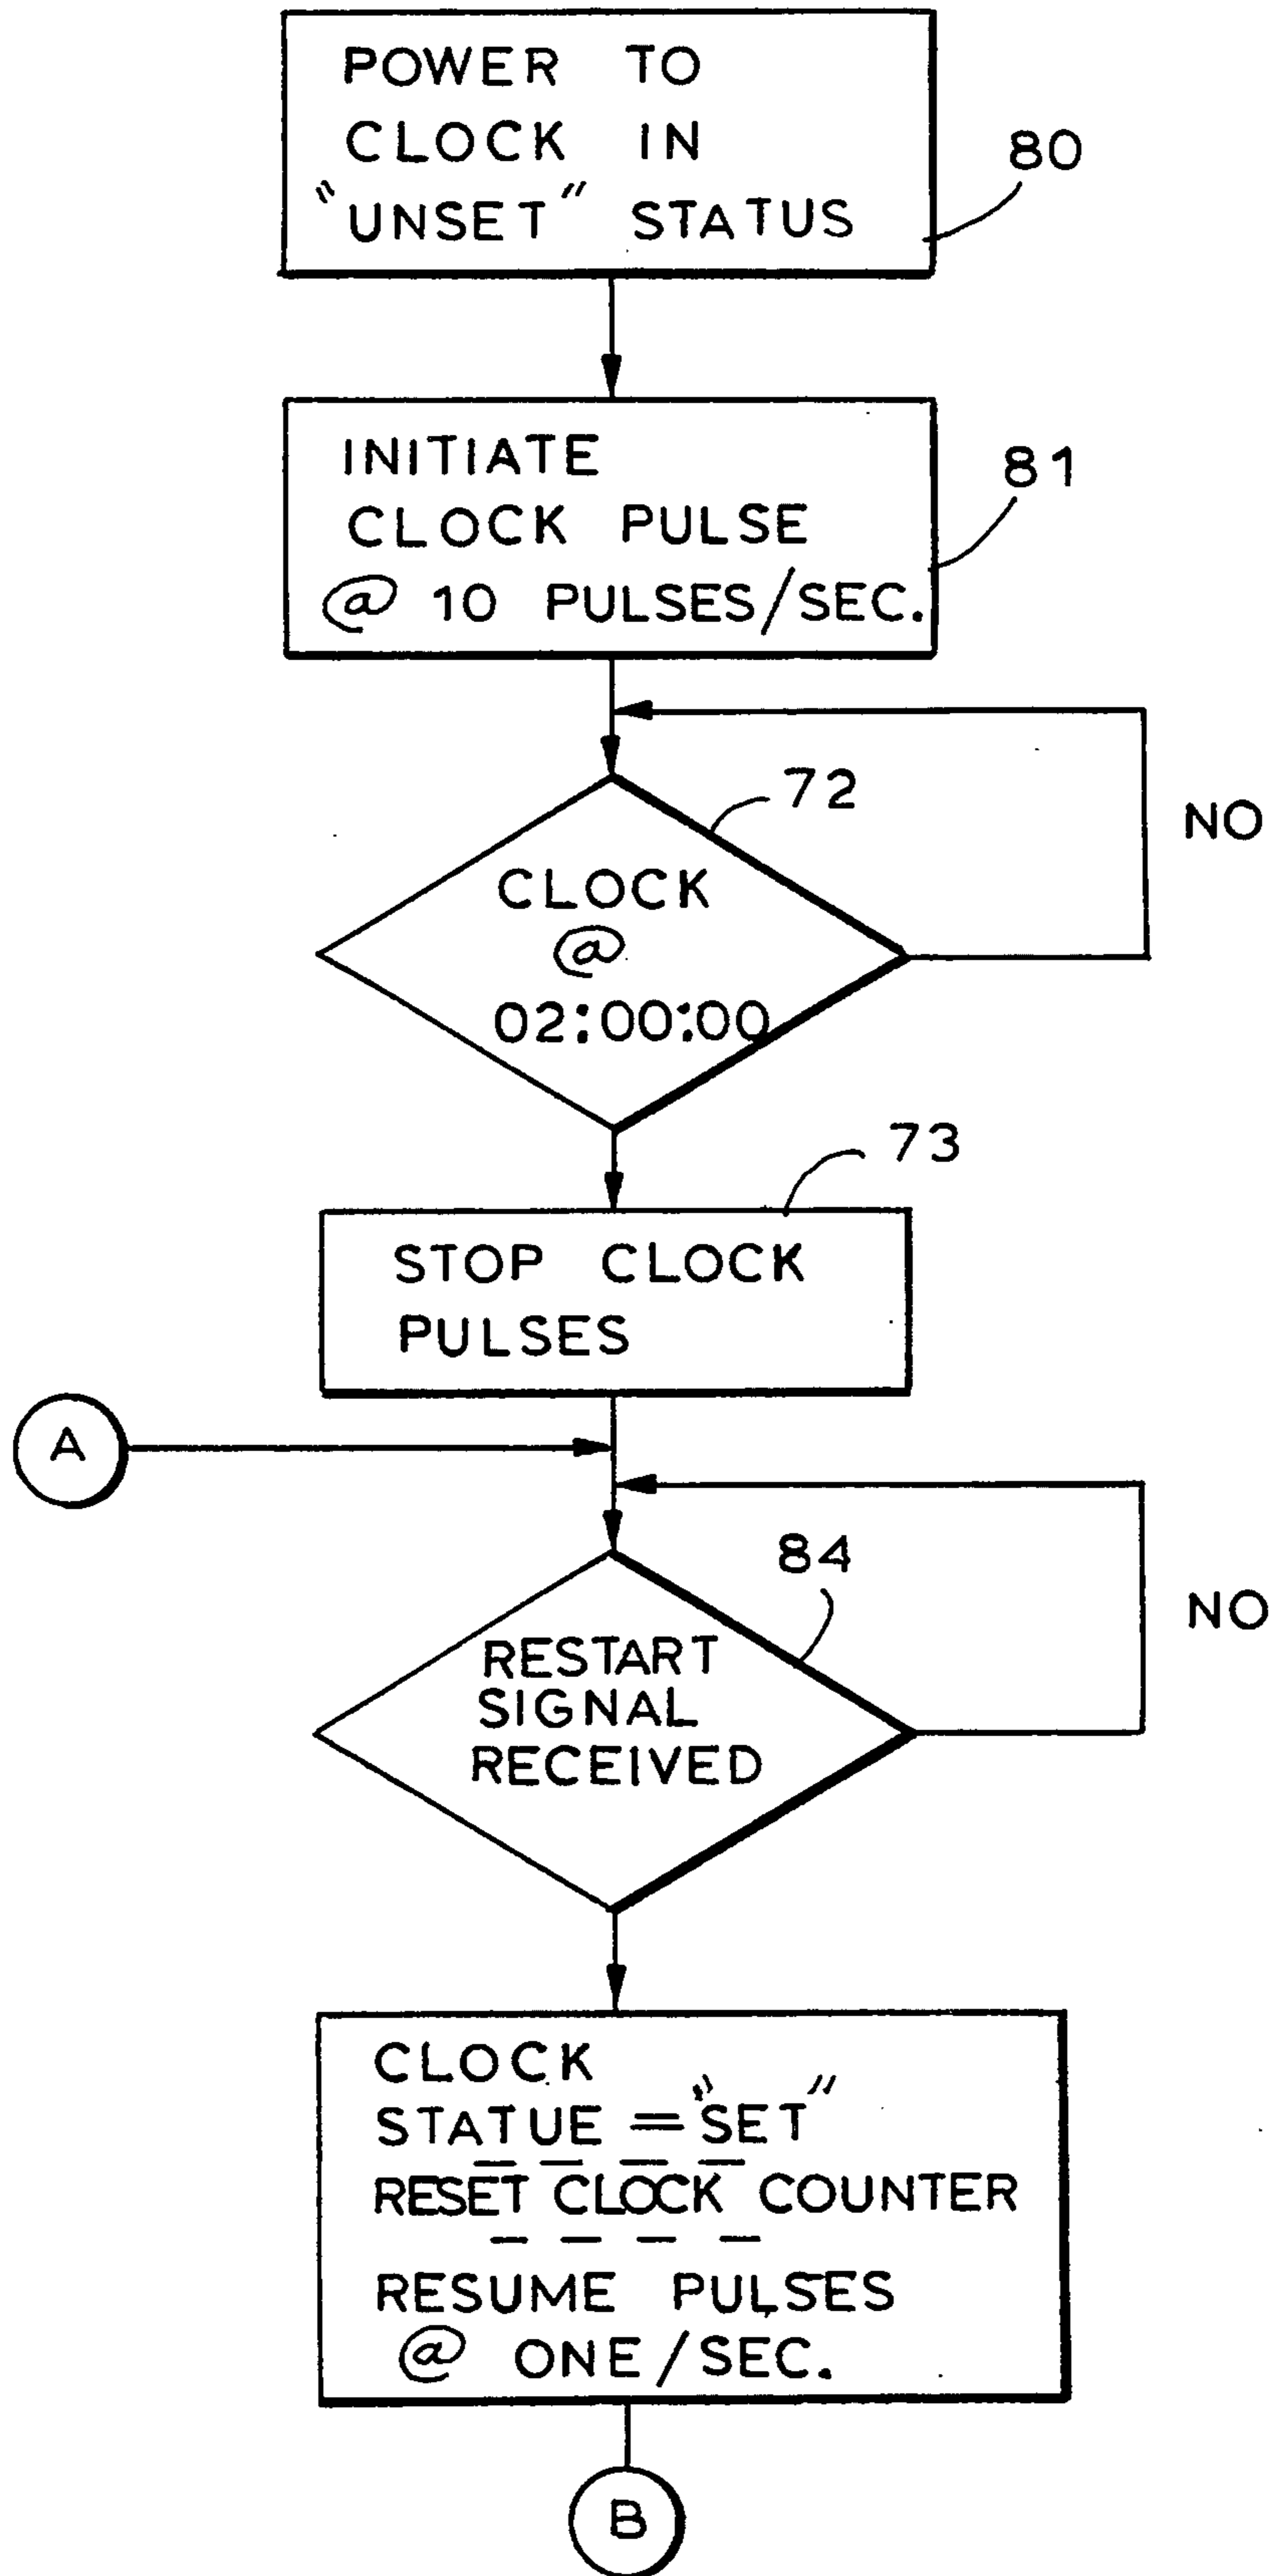 POWER TO
CLOCK IN
"UNSET" STATUS
80
INITIATE
CLOCK PULSE
@ 10 PULSES/SEC.
81
72
NO
CLOCK
@
02:00:00
73
STOP CLOCK
PULSES
A
84
NO
RESTART
SIGNAL
RECEIVED
CLOCK
STATUE = "SET"
RESET CLOCK COUNTER
RESUME PULSES
@ ONE/SEC.
B